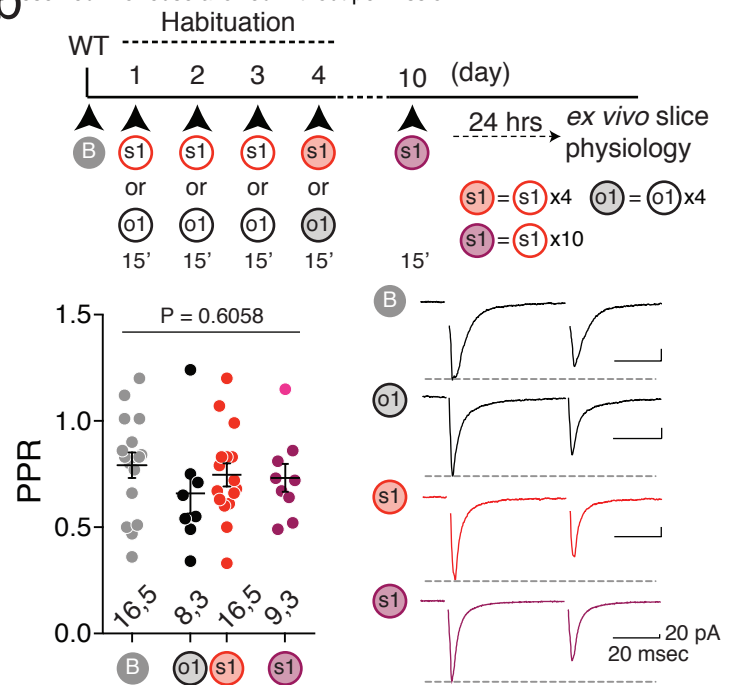 b
Habituation
WT
1 2 3 4 10 (day)
B s1 s1 s1 s1 s1
24 hrs
ex vivo slice
physiology
or or or or
o1 o1 o1 o1
15’ 15’ 15’ 15’ 15’
s1 = s1 x4 o1 = o1 x4
s1 = s1 x10
P = 0.6058
PPR
1.5
1.0
0.5
0.0
16,5 8,3 16,5 9,3
B o1 s1 s1
B
o1
s1
s1
20 pA
20 msec